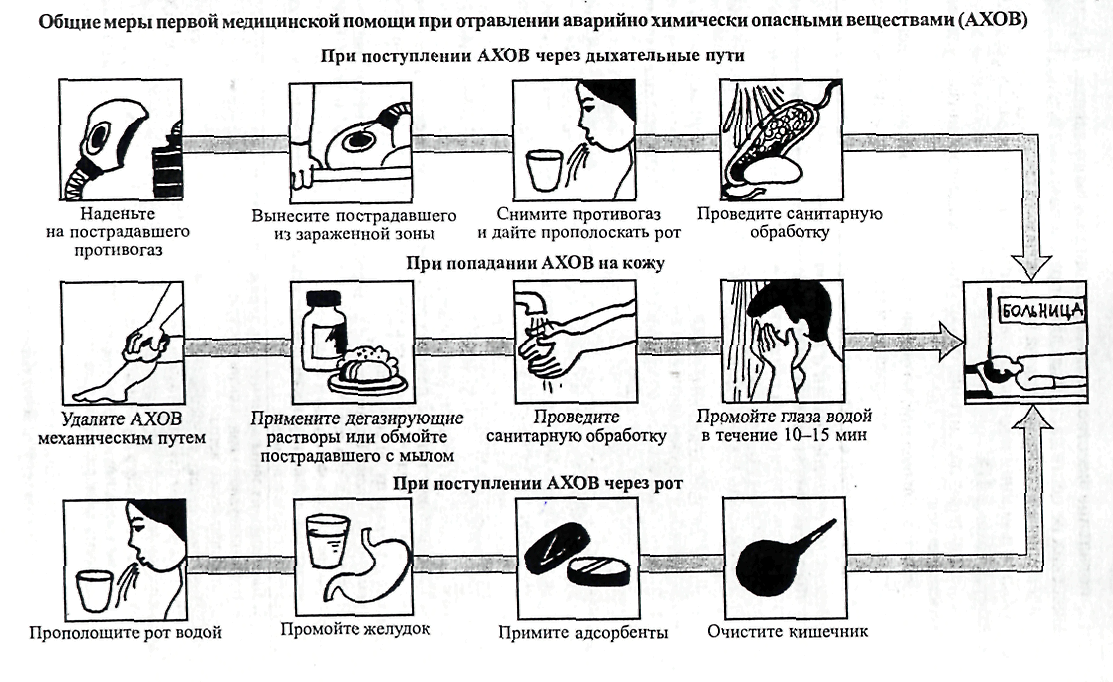 Общие меры первой медицинской помощи при отравлении аварийно химически опасными веществами (АХОВ)
При поступлении АХОВ через дыхательные пути
Наденьте
на пострадавшего
противогаз
Вынесите пострадавшего
из зараженной зоны
Снимите противогаз
и дайте прополоскать рот
Проведите санитарную
обработку
При попадании АХОВ на кожу
БОЛЬНИЦА
Удалите АХОВ
механическим путем
Примените дегазирующие
растворы или обмойте
пострадавшего с мылом
Проведите
санитарную обработку
Промойте глаза водой
в течение 10–15 мин
При поступлении АХОВ через рот
Прополощите рот водой
Промойте желудок
Примите адсорбенты
Очистите кишечник